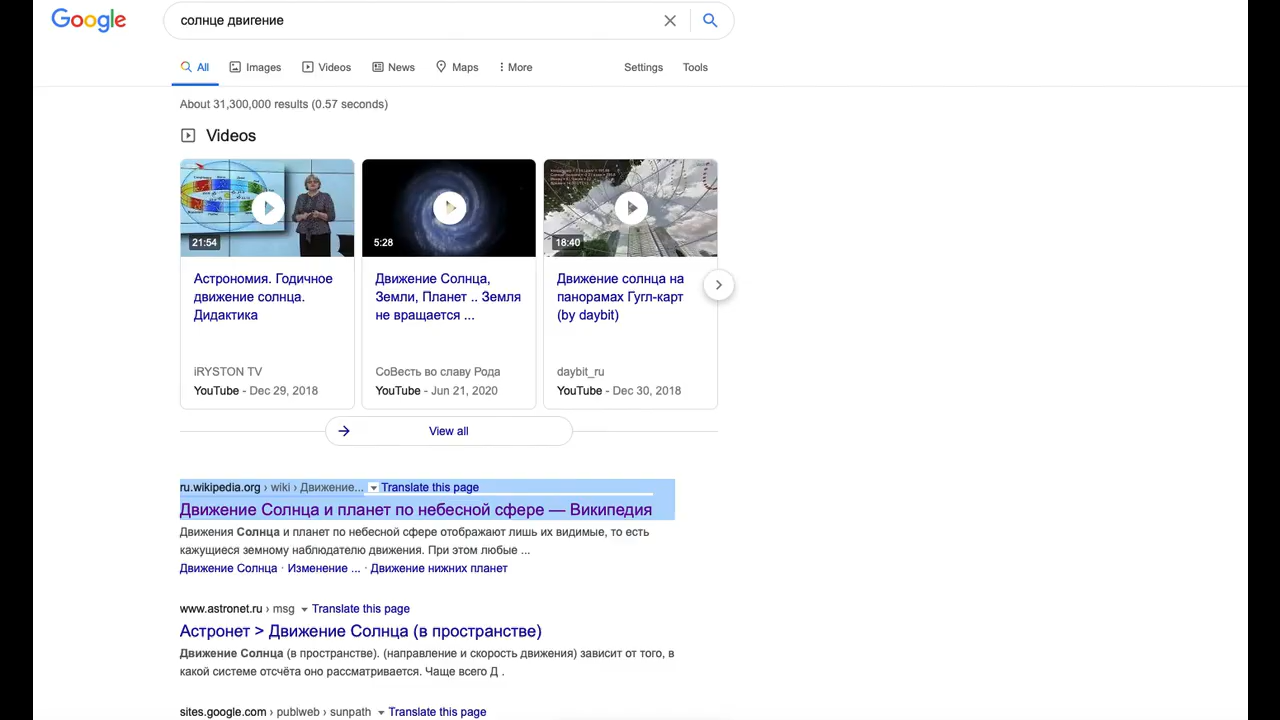 Google
солнце двигение
All
Images
Videos
News
Maps
More
Settings
Tools
About 31,300,000 results (0.57 seconds)
Videos
21:54
5:28
18:40
Астрономия. Годичное
движение солнца.
Дидактика
Движение Солнца,
Земли, Планет .. Земля
не вращается ...
Движение солнца на
панорамах Гугл-карт
(by daybit)
iRYSTON TV
YouTube - Dec 29, 2018
СоВесть во славу Рода
YouTube - Jun 21, 2020
daybit_ru
YouTube - Dec 30, 2018
View all
ru.wikipedia.org › wiki › Движение... Translate this page
Движение Солнца и планет по небесной сфере — Википедия
Движения Солнца и планет по небесной сфере отображают лишь их видимые, то есть
кажущиеся земному наблюдателю движения. При этом любые ...
Движение Солнца · Изменение ... · Движение нижних планет
www.astronet.ru › msg Translate this page
Астронет > Движение Солнца (в пространстве)
Движение Солнца (в пространстве). (направление и скорость движения) зависит от того, в
какой системе отсчёта оно рассматривается. Чаще всего Д .
sites.google.com › publweb › sunpath Translate this page